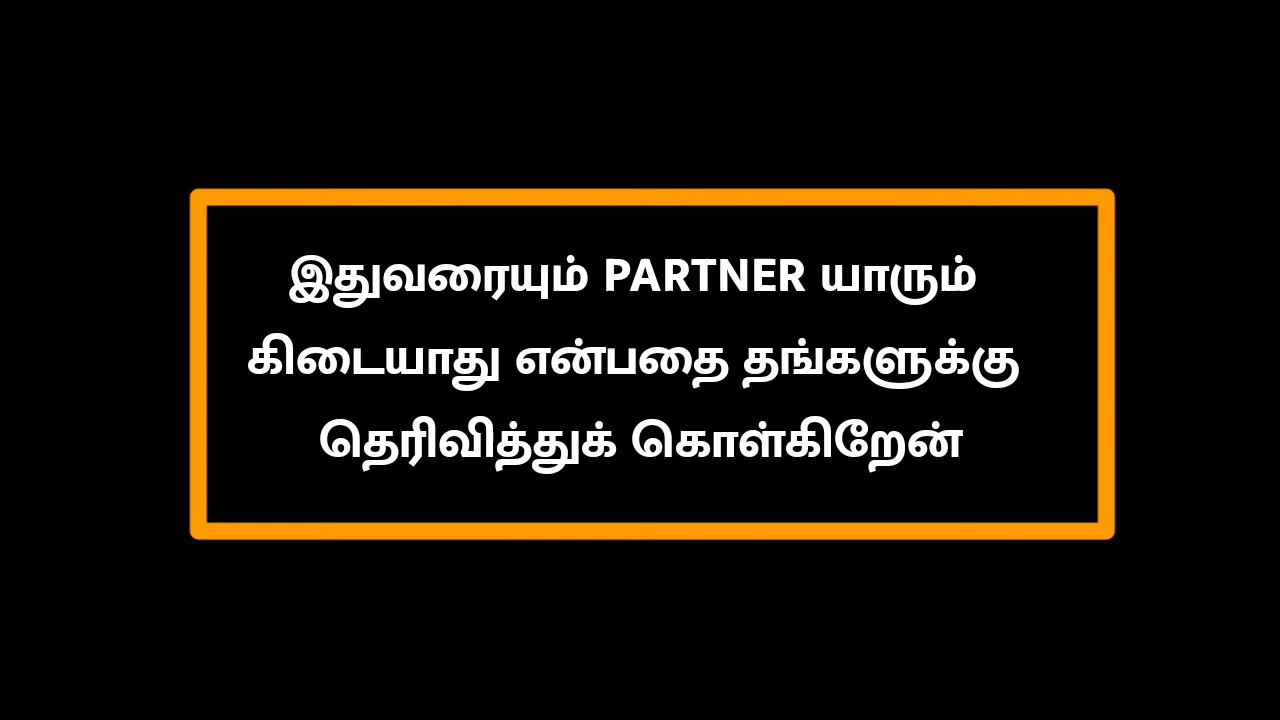 இதுவரையும் PARTNER யாரும்
கிடையாது என்பதை தங்களுக்கு
தெரிவித்துக் கொள்கிறேன்